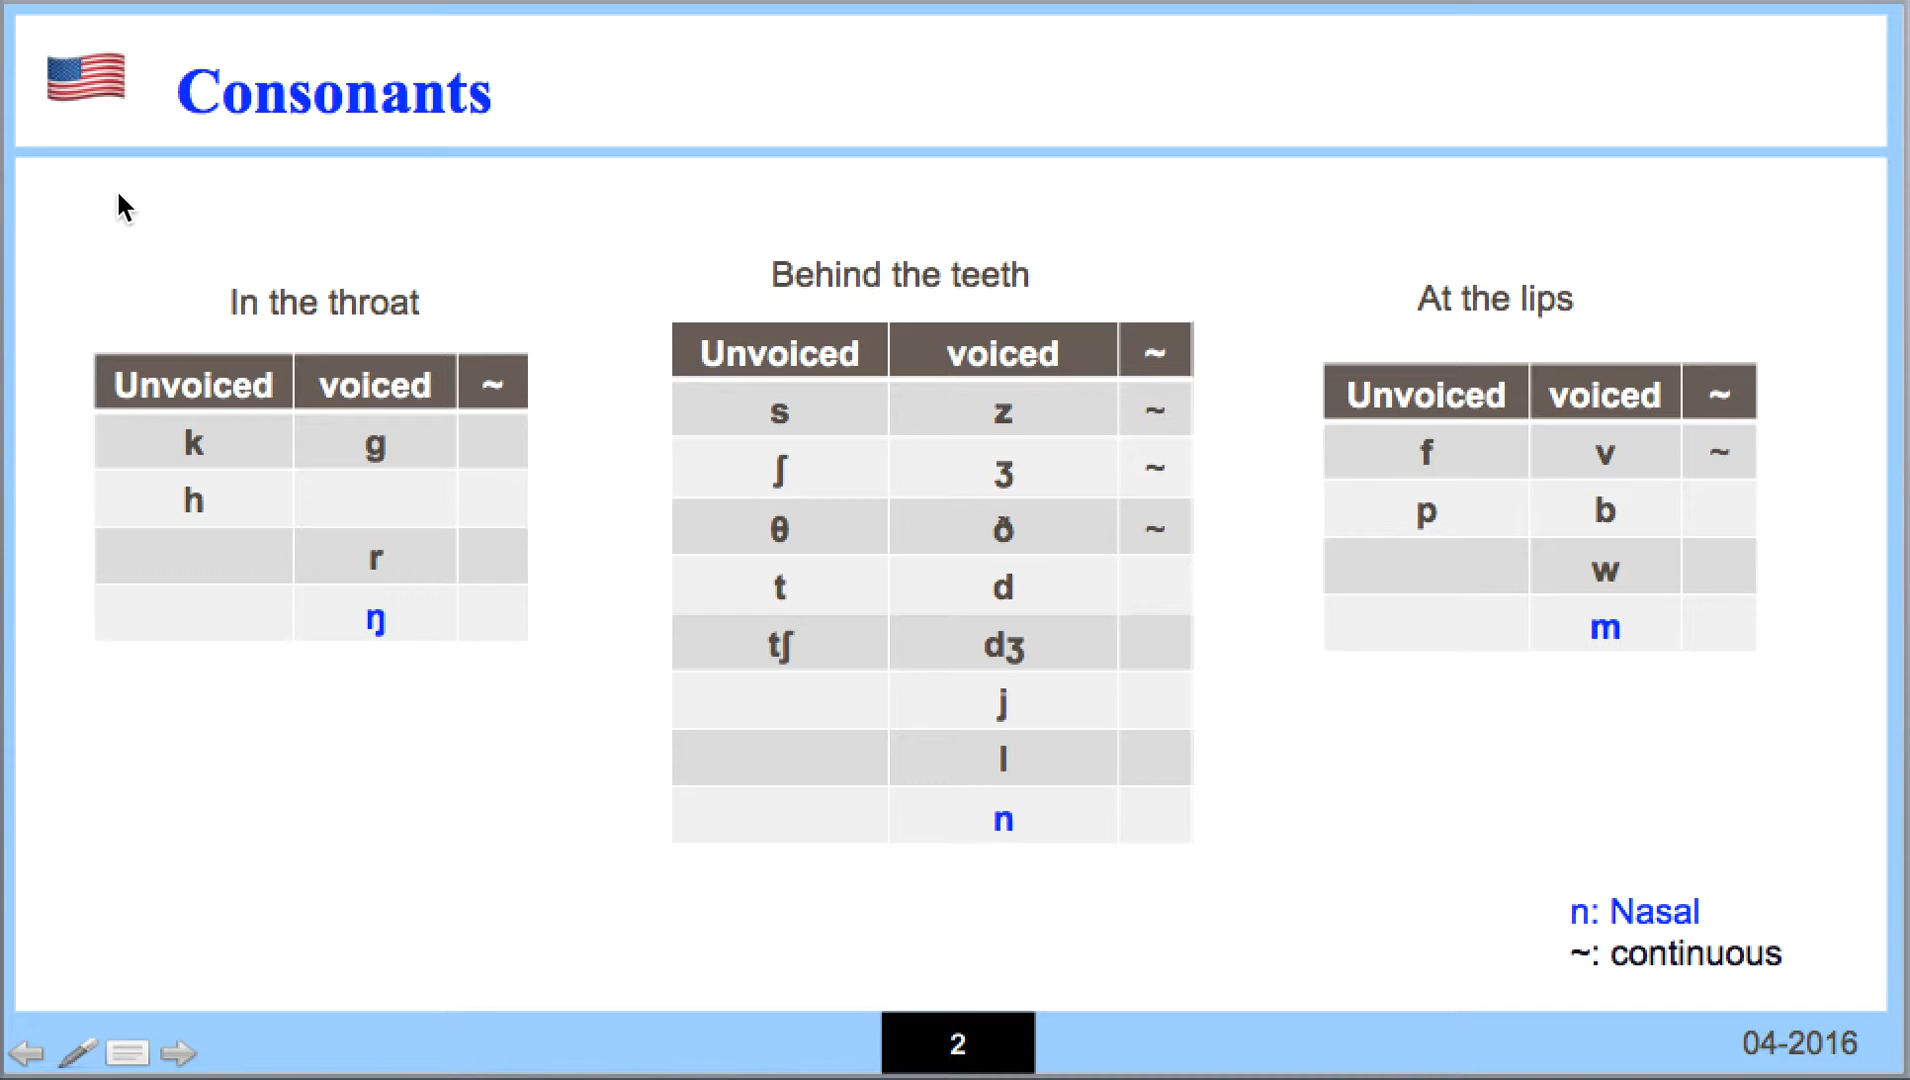 Consonants
In the throat
Unvoiced voiced ~
k g
h
r
ŋ
Behind the teeth
Unvoiced voiced ~
s z ~
ʃ ʒ ~
θ ð ~
t d
tʃ dʒ
j
l
n
At the lips
Unvoiced voiced ~
f v ~
p b
w
m
n: Nasal
~: continuous
2
04-2016